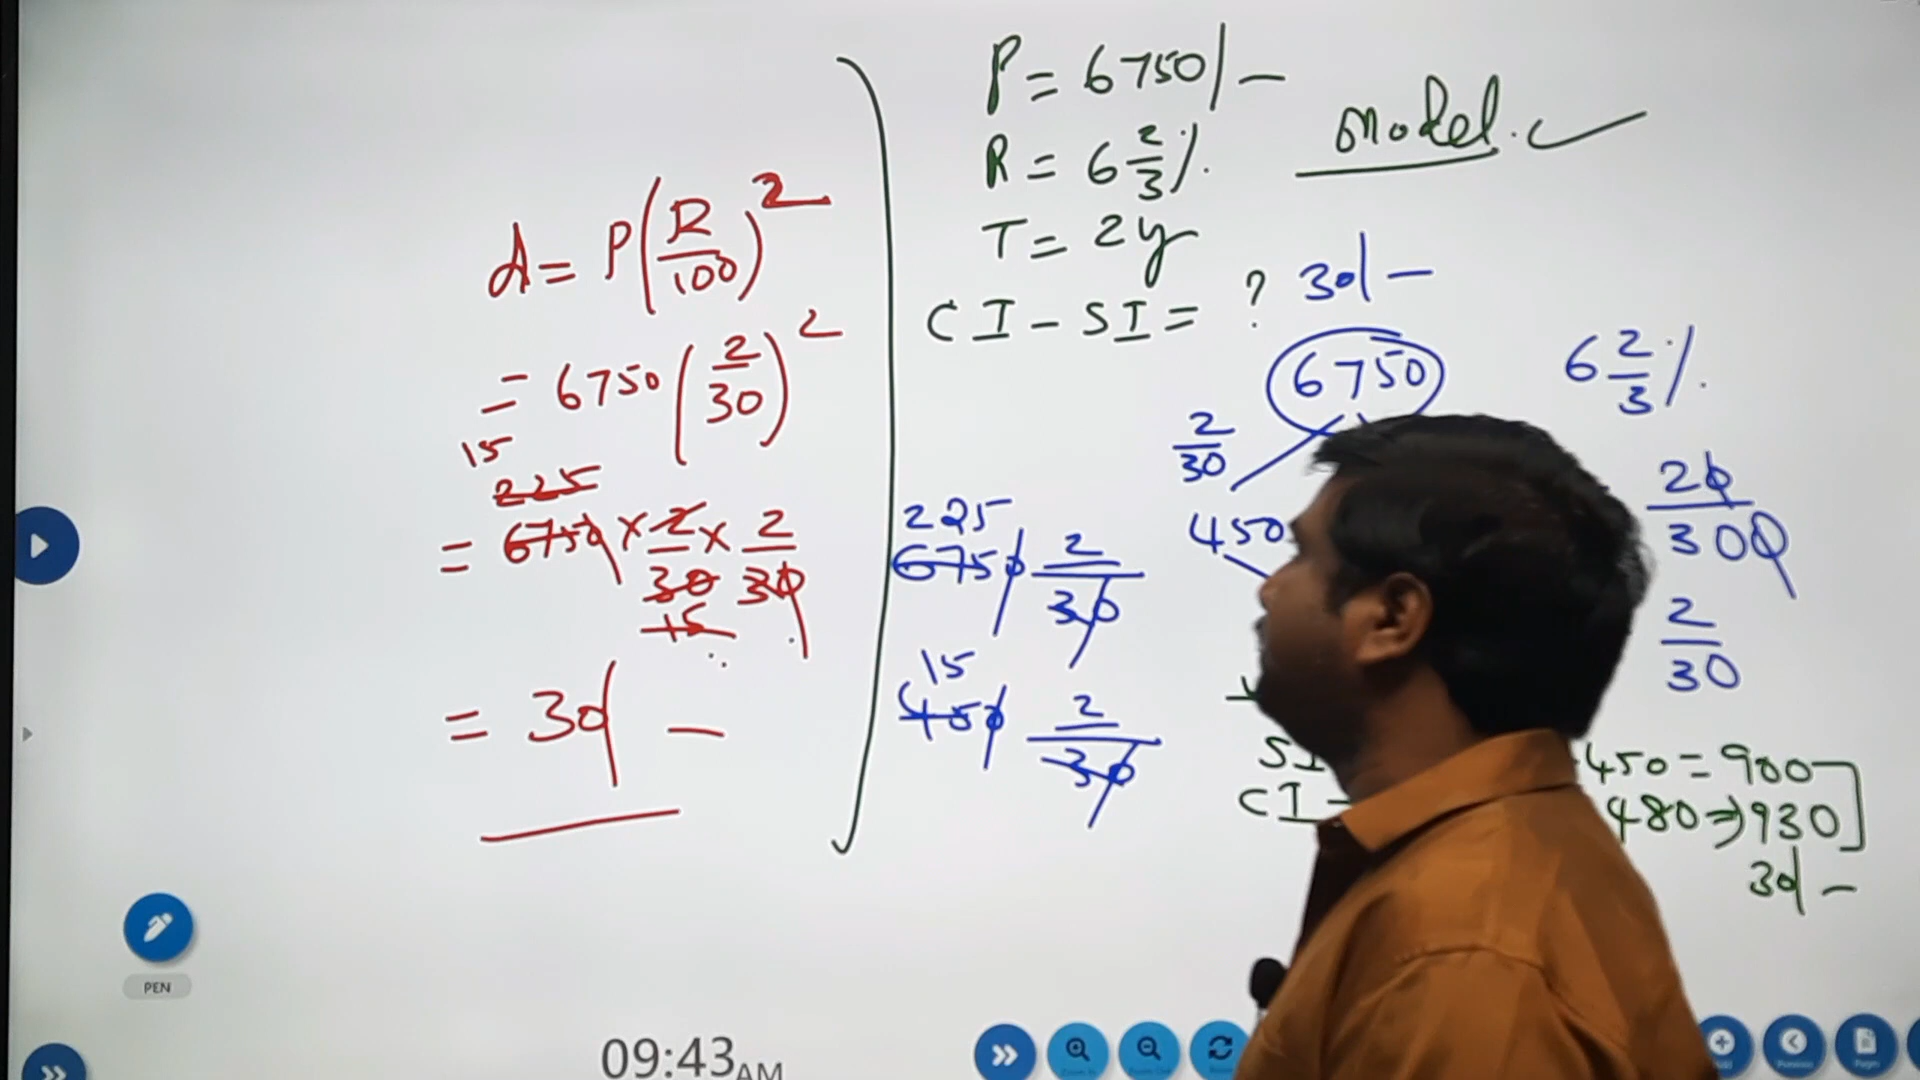 A = P(R/100)²
= 6750(2/30)²
15
225
= 6750 × 2/30 × 2/30
15
= 30/-
P = 6750/-
R = 6 2/3 %
T = 2y
CI - SI = ? 30/-
Model.
6750
2/30
450
225
6750 2/30
15
450 2/30
6 2/3 %
20/300
2/30
SI 450 = 900
CI - 480 ⇒ 930
30/-
PEN
09:43 AM